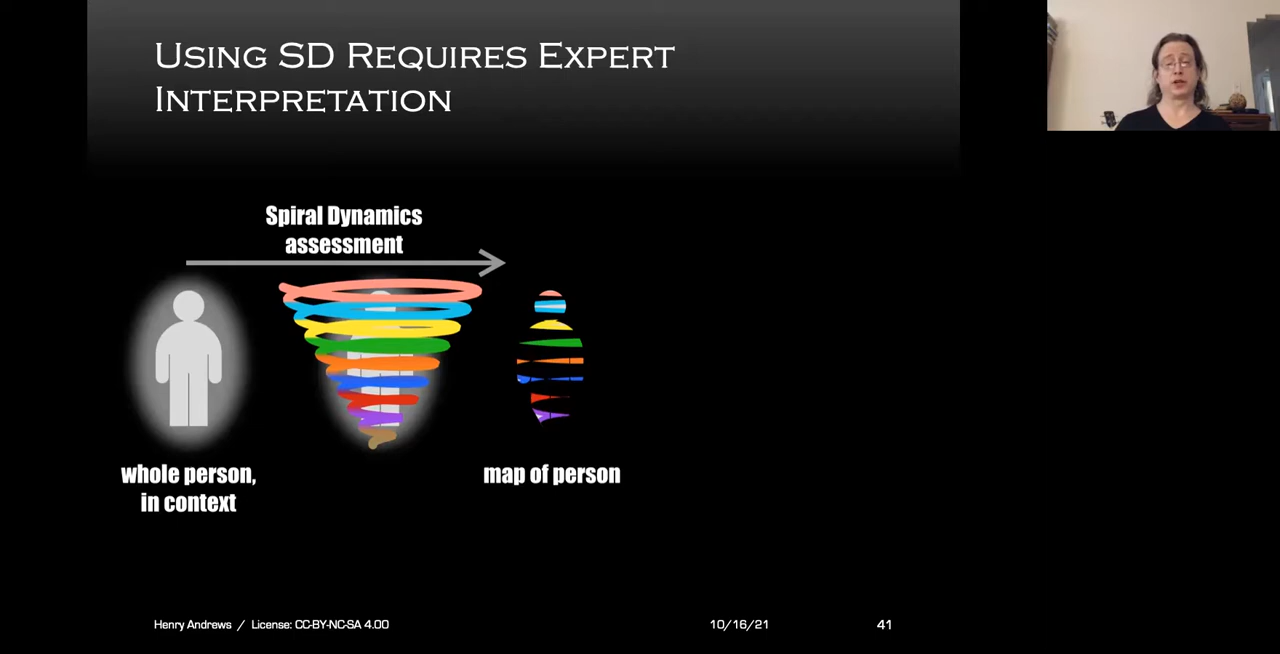 Using SD Requires Expert
Interpretation
Spiral Dynamics
assessment
whole person,
in context
map of person
Henry Andrews / License: CC-BY-NC-SA 4.00
10/16/21
41